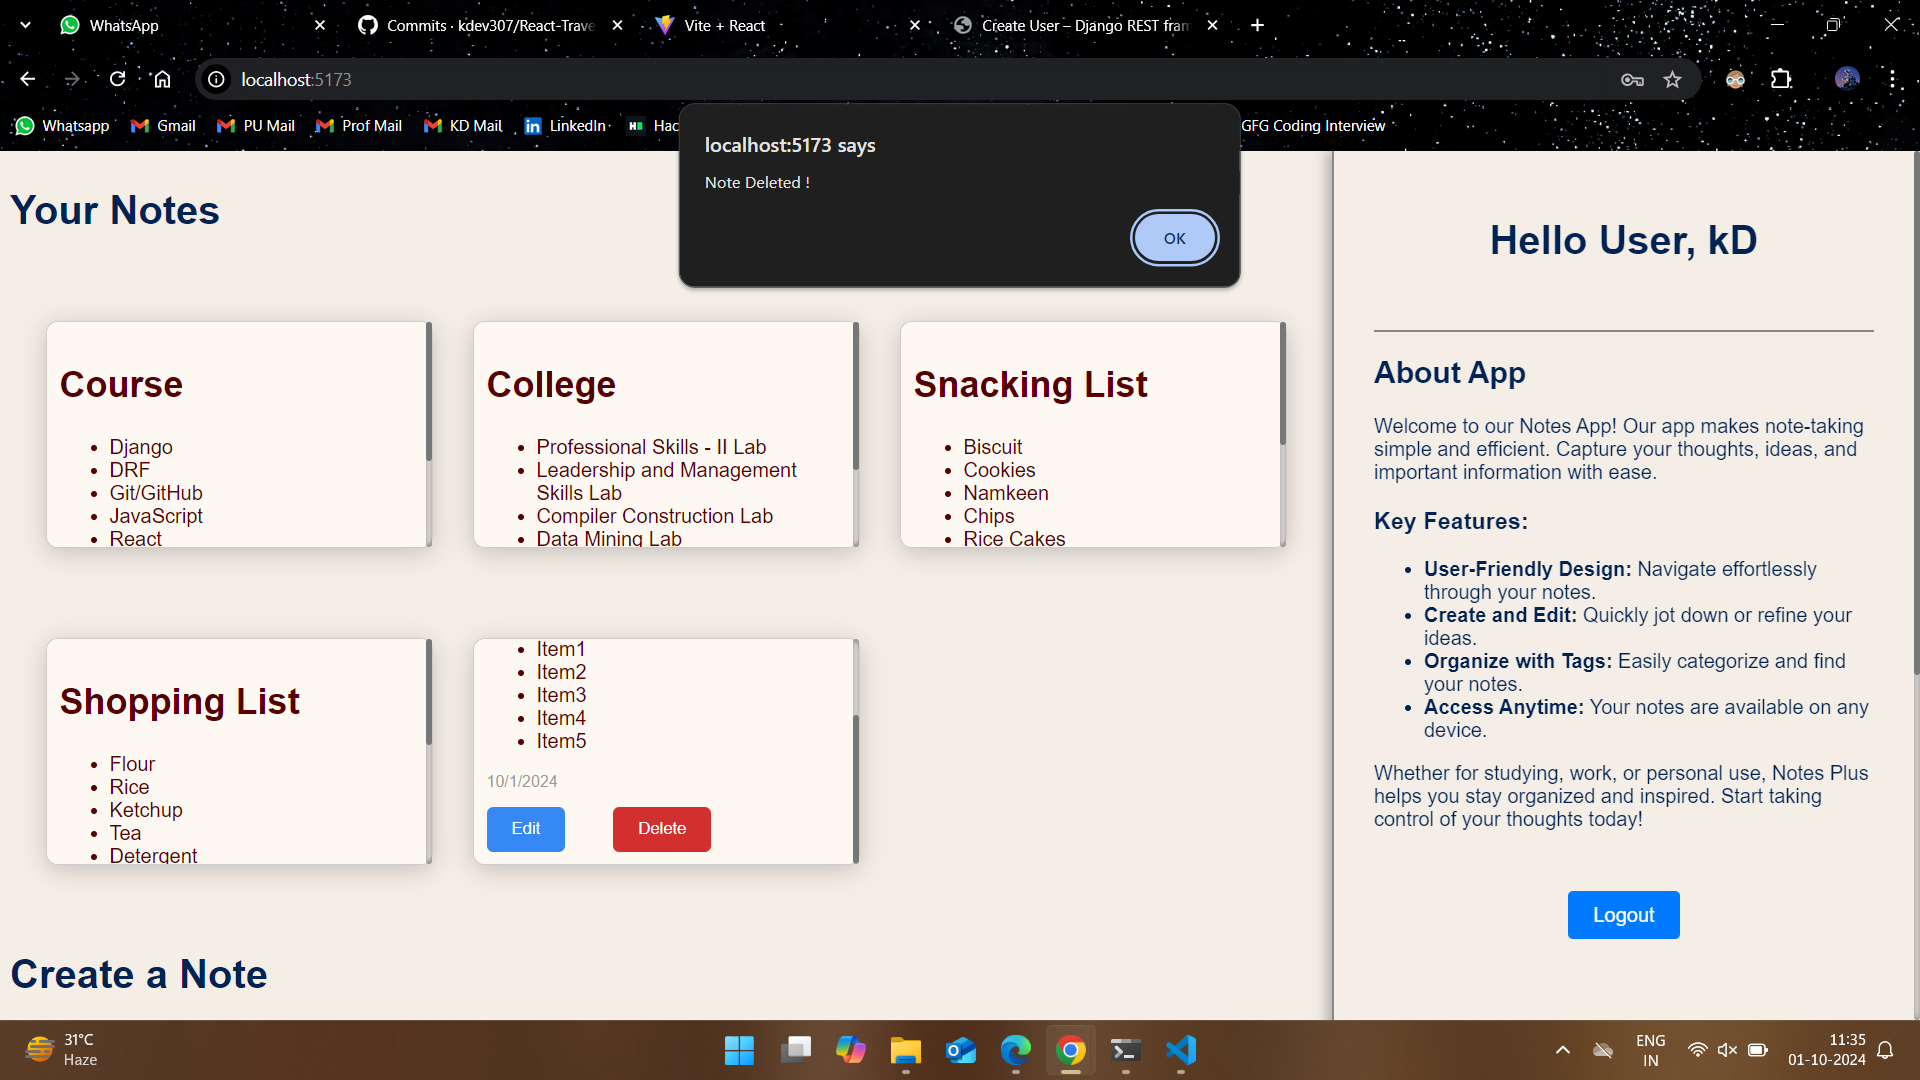 WhatsApp
Commits · kdev307/React-Trave
Vite + React
Create User – Django REST fram
localhost:5173
Whatsapp
Gmail
PU Mail
Prof Mail
KD Mail
LinkedIn
Hac
GFG Coding Interview
localhost:5173 says
Note Deleted !
OK
Your Notes
Course
Django
DRF
Git/GitHub
JavaScript
React
College
Professional Skills - II Lab
Leadership and Management
Skills Lab
Compiler Construction Lab
Data Mining Lab
Snacking List
Biscuit
Cookies
Namkeen
Chips
Rice Cakes
Shopping List
Flour
Rice
Ketchup
Tea
Detergent
Item1
Item2
Item3
Item4
Item5
10/1/2024
Edit
Delete
Create a Note
Hello User, kD
About App
Welcome to our Notes App! Our app makes note-taking
simple and efficient. Capture your thoughts, ideas, and
important information with ease.
Key Features:
User-Friendly Design: Navigate effortlessly
through your notes.
Create and Edit: Quickly jot down or refine your
ideas.
Organize with Tags: Easily categorize and find
your notes.
Access Anytime: Your notes are available on any
device.
Whether for studying, work, or personal use, Notes Plus
helps you stay organized and inspired. Start taking
control of your thoughts today!
Logout
31°C
Haze
ENG
IN
11:35
01-10-2024